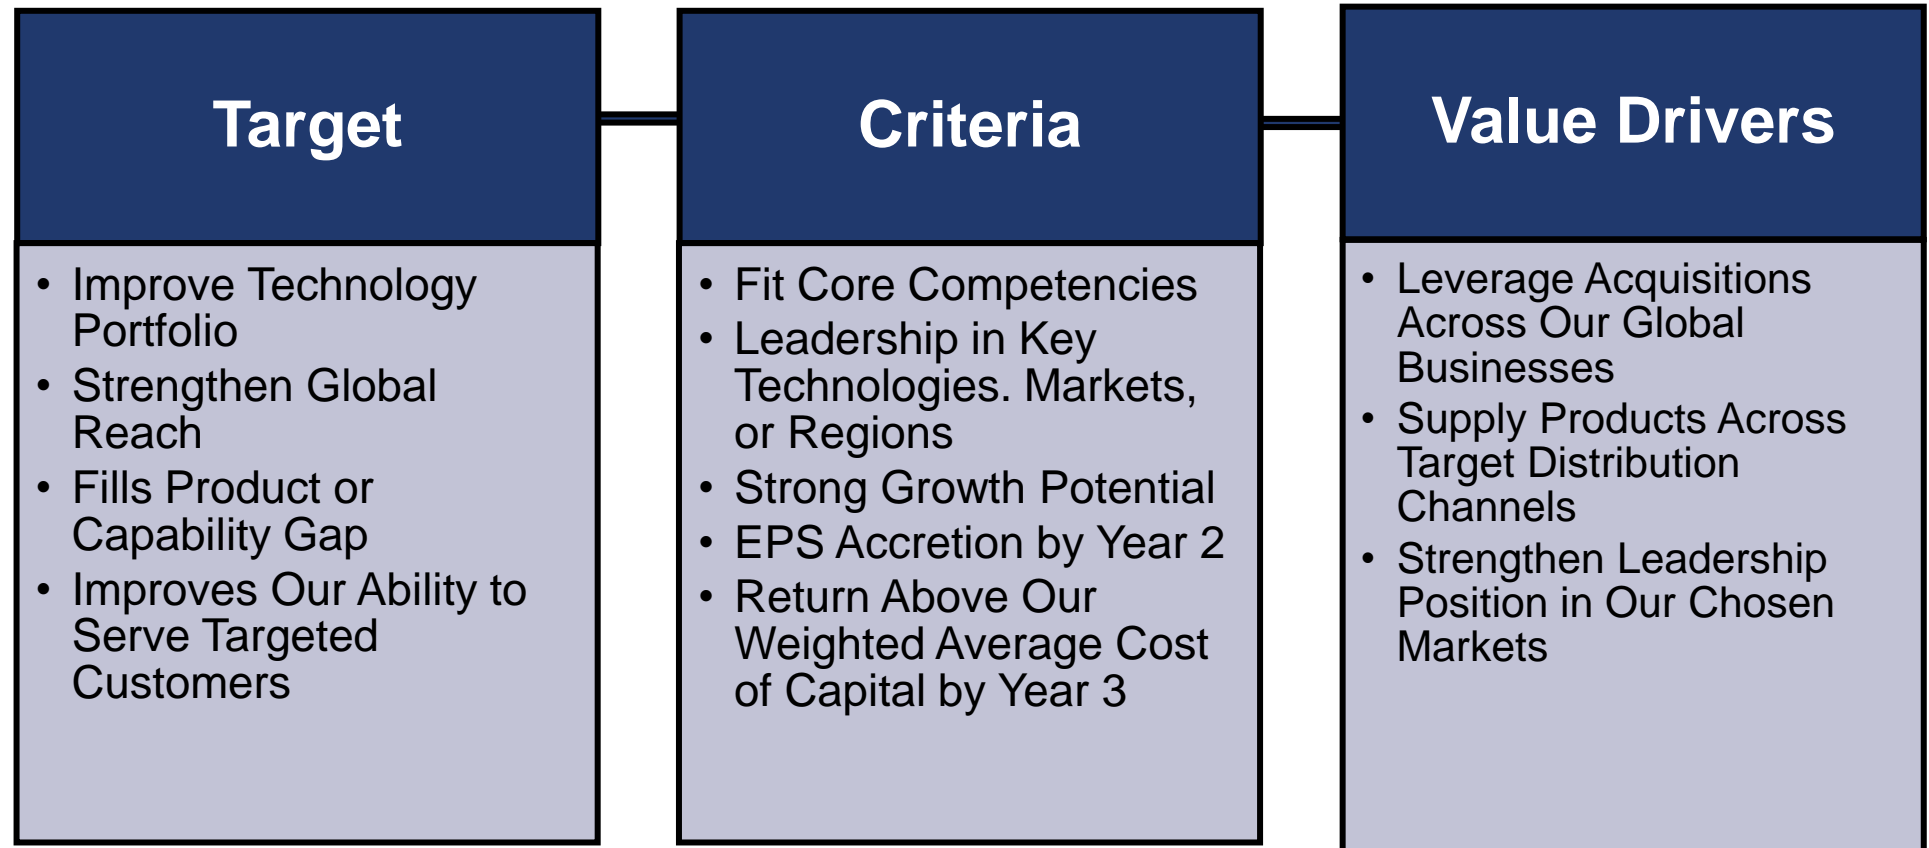 Target
• Improve Technology
Portfolio
• Strengthen Global
Reach
• Fills Product or
Capability Gap
• Improves Our Ability to
Serve Targeted
Customers
Criteria
• Fit Core Competencies
• Leadership in Key
Technologies. Markets,
or Regions
• Strong Growth Potential
• EPS Accretion by Year 2
• Return Above Our
Weighted Average Cost
of Capital by Year 3
Value Drivers
• Leverage Acquisitions
Across Our Global
Businesses
• Supply Products Across
Target Distribution
Channels
• Strengthen Leadership
Position in Our Chosen
Markets